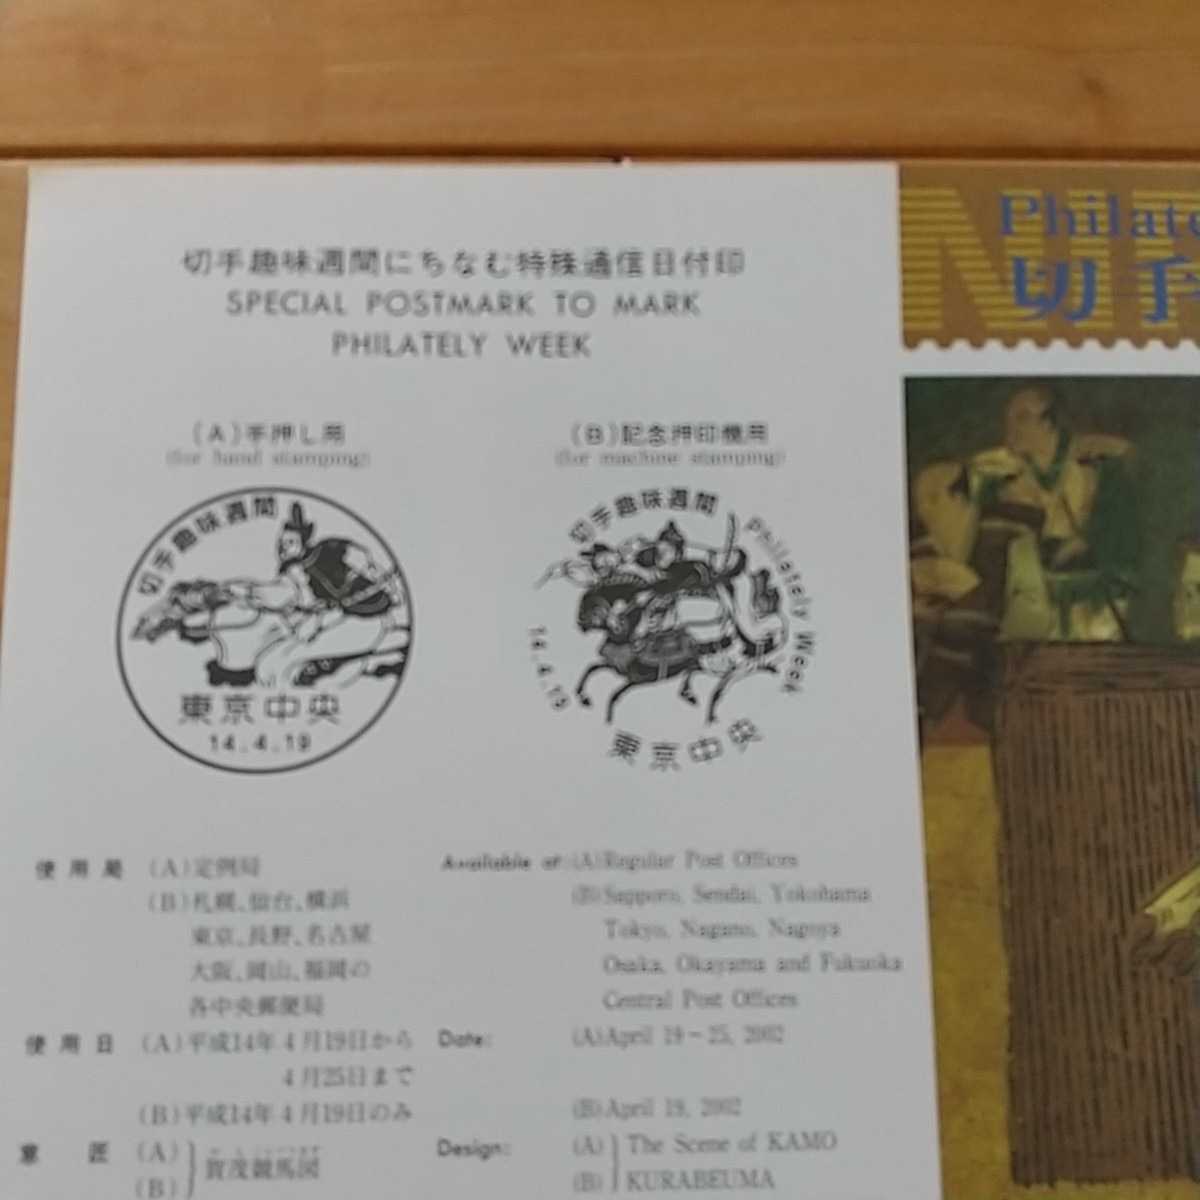 切手趣味週間にちなむ特殊通信日付印
SPECIAL POSTMARK TO MARK
PHILATELY WEEK
(A)手押し用
(for hand stamping)
(B)記念押印機用
(for machine stamping)
切手趣味週間
東京中央
14.4.19
切手趣味週間
Philately Week
14.4.19
東京中央
使用局 (A)定例局
(B)札幌、仙台、横浜
東京、長野、名古屋
大阪、岡山、福岡の
各中央郵便局
使用日 (A)平成14年4月19日から
4月25日まで
(B)平成14年4月19日のみ
意匠 (A)
(B)
賀茂競馬図
Available at: (A)Regular Post Offices
(B)Sapporo, Sendai, Yokohama
Tokyo, Nagano, Nagoya
Osaka, Okayama and Fukuoka
Central Post Offices
Date: (A)April 19-25, 2002
(B)April 19, 2002
Design: (A) The Scene of KAMO
(B) KURABEUMA
Philate
切手